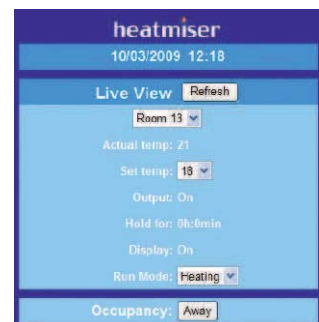 heatmiser
10/03/2009 12:18
Live View Refresh
Room 13
Actual temp: 21
Set temp: 18
Output: On
Hold for: 0h:0min
Display: On
Run Mode: Heating
Occupancy: Away